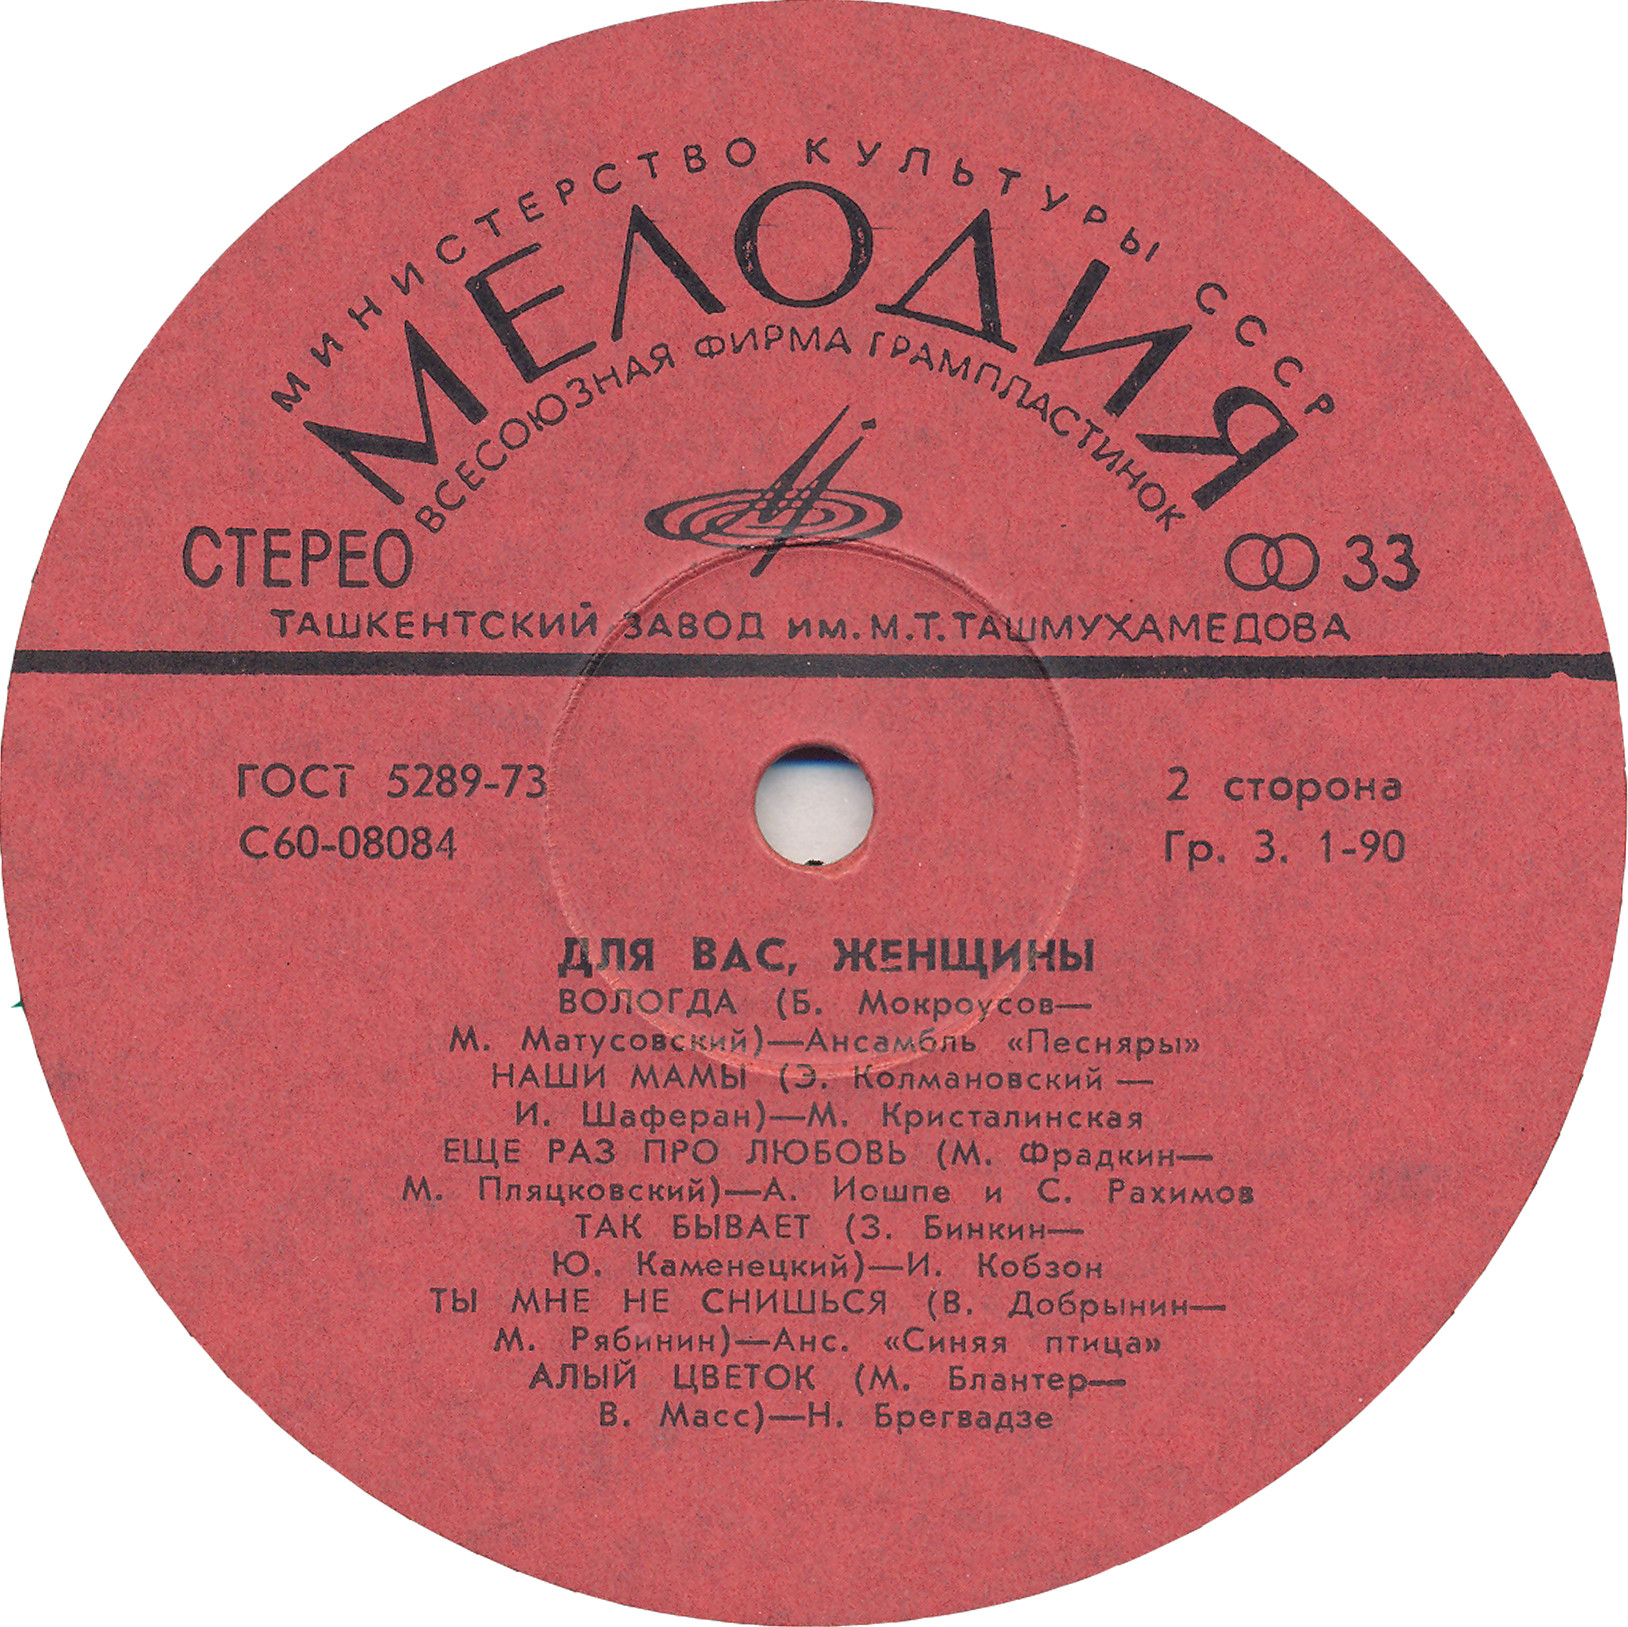 МИНИСТЕРСТВО КУЛЬТУРЫ СССР
МЕЛОДИЯ
ВСЕСОЮЗНАЯ ФИРМА ГРАМПЛАСТИНОК
СТЕРЕО
33
ТАШКЕНТСКИЙ ЗАВОД им. М.Т. ТАШМУХАМЕДОВА
ГОСТ 5289-73
2 сторона
С60-08084
Гр. 3. 1-90
ДЛЯ ВАС, ЖЕНЩИНЫ
ВОЛОГДА (Б. Мокроусов—
М. Матусовский)—Ансамбль «Песняры»
НАШИ МАМЫ (Э. Колмановский —
И. Шаферан)—М. Кристалинская
ЕЩЕ РАЗ ПРО ЛЮБОВЬ (М. Фрадкин—
М. Пляцковский)—А. Иошпе и С. Рахимов
ТАК БЫВАЕТ (З. Бинкин—
Ю. Каменецкий)—И. Кобзон
ТЫ МНЕ НЕ СНИШЬСЯ (В. Добрынин—
М. Рябинин)—Анс. «Синяя птица»
АЛЫЙ ЦВЕТОК (М. Блантер—
В. Масс)—Н. Брегвадзе